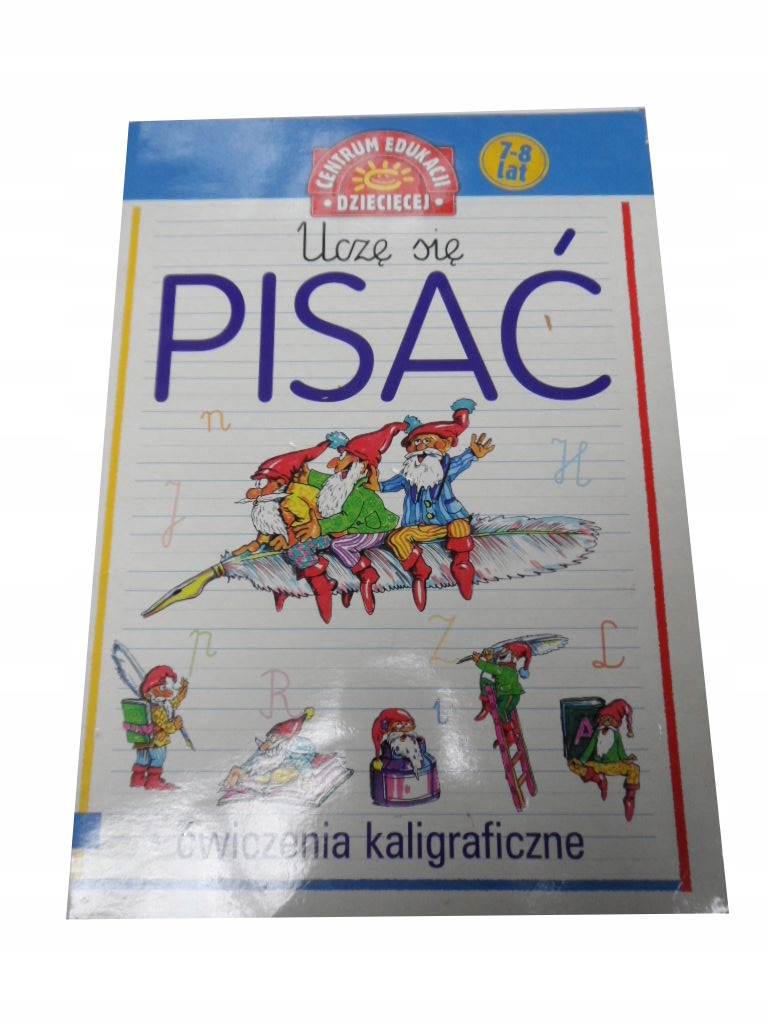 CENTRUM EDUKACJI
• DZIECIĘCEJ •
7-8
lat
Uczę się
PISAĆ
n
H
J
p
Z
L
R
i
A
ćwiczenia kaligraficzne